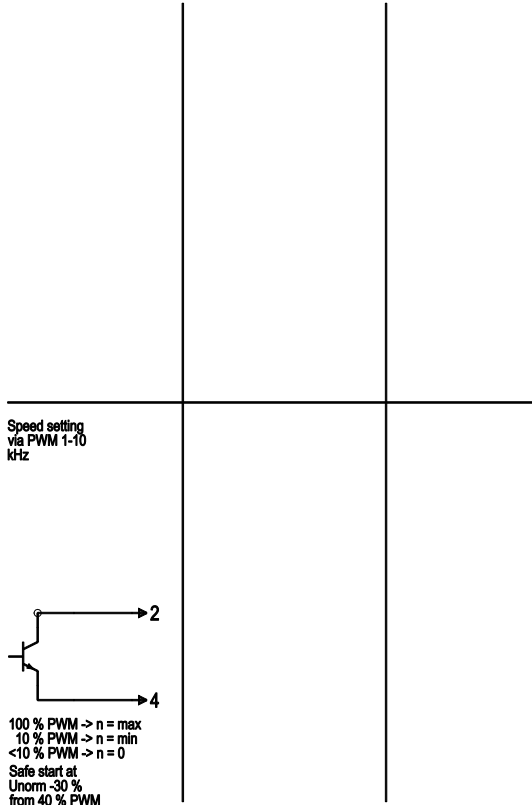 Speed setting
via PWM 1-10
kHz
2
4
100 % PWM -> n = max
10 % PWM -> n = min
<10 % PWM -> n = 0
Safe start at
Unorm -30 %
from 40 % PWM